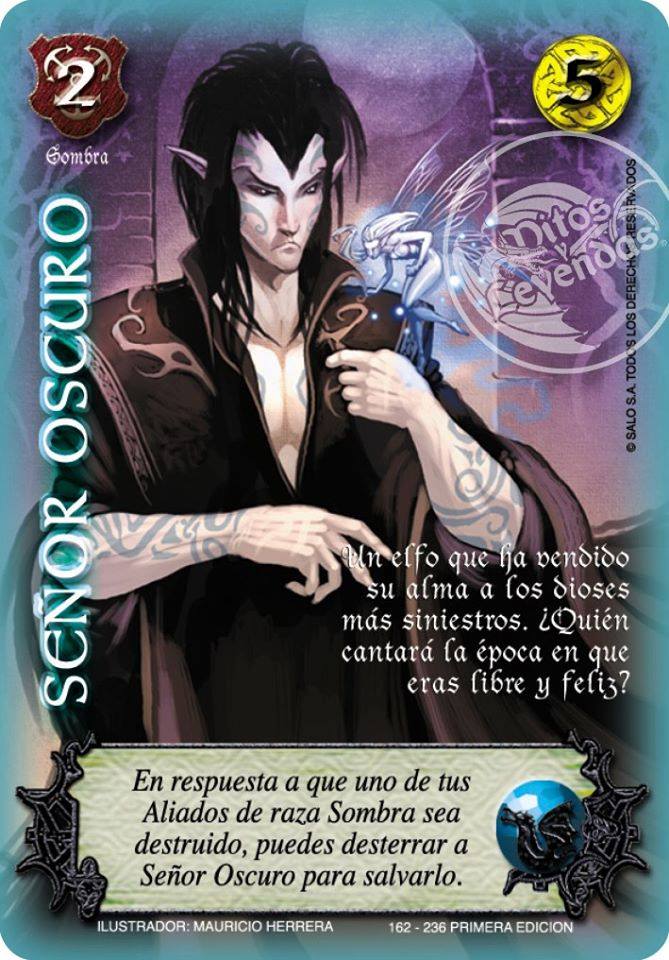 2
5
Sombra
Mitos
y
Leyendas
© SALO S.A. TODOS LOS DERECHOS RESERVADOS
SEÑOR OSCURO
Un elfo que ha vendido
su alma a los dioses
más siniestros. ¿Quién
cantará la época en que
eras libre y feliz?
En respuesta a que uno de tus
Aliados de raza Sombra sea
destruido, puedes desterrar a
Señor Oscuro para salvarlo.
ILUSTRADOR: MAURICIO HERRERA
162 - 236 PRIMERA EDICION